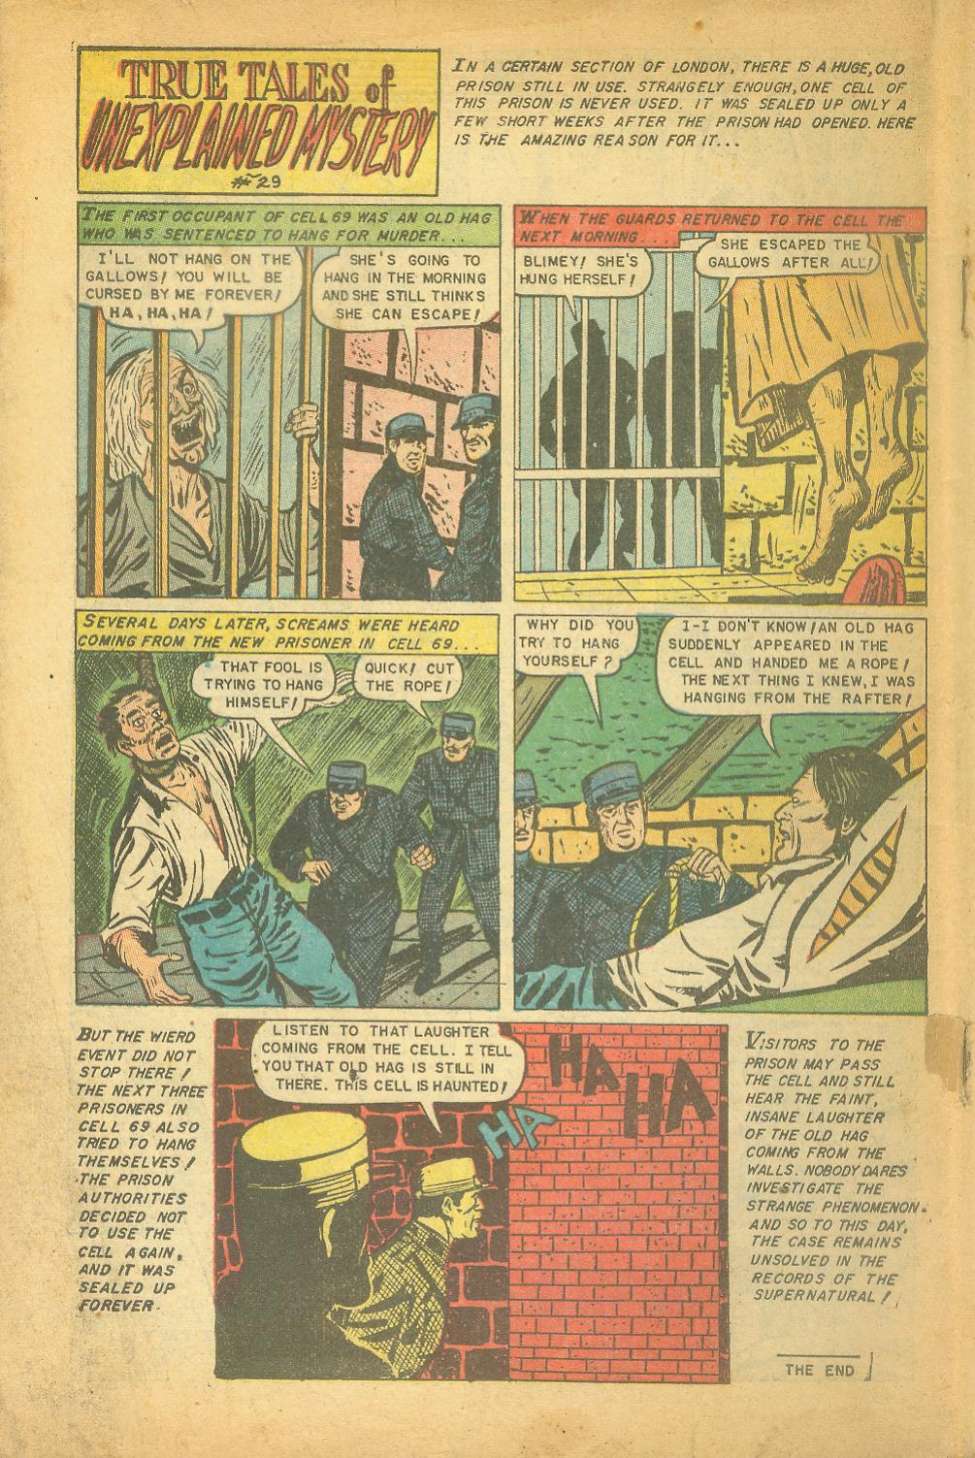 TRUE TALES of
UNEXPLAINED MYSTERY
#29
IN A CERTAIN SECTION OF LONDON, THERE IS A HUGE, OLD
PRISON STILL IN USE. STRANGELY ENOUGH, ONE CELL OF
THIS PRISON IS NEVER USED. IT WAS SEALED UP ONLY A
FEW SHORT WEEKS AFTER THE PRISON HAD OPENED. HERE
IS THE AMAZING REASON FOR IT...
THE FIRST OCCUPANT OF CELL 69 WAS AN OLD HAG
WHO WAS SENTENCED TO HANG FOR MURDER...
I'LL NOT HANG ON THE
GALLOWS! YOU WILL BE
CURSED BY ME FOREVER!
HA, HA, HA!
SHE'S GOING TO
HANG IN THE MORNING
AND SHE STILL THINKS
SHE CAN ESCAPE!
WHEN THE GUARDS RETURNED TO THE CELL THE
NEXT MORNING...
BLIMEY! SHE'S
HUNG HERSELF!
SHE ESCAPED THE
GALLOWS AFTER ALL!
SEVERAL DAYS LATER, SCREAMS WERE HEARD
COMING FROM THE NEW PRISONER IN CELL 69...
THAT FOOL IS
TRYING TO HANG
HIMSELF!
QUICK! CUT
THE ROPE!
WHY DID YOU
TRY TO HANG
YOURSELF?
I-I DON'T KNOW! AN OLD HAG
SUDDENLY APPEARED IN THE
CELL AND HANDED ME A ROPE!
THE NEXT THING I KNEW, I WAS
HANGING FROM THE RAFTER!
BUT THE WIERD
EVENT DID NOT
STOP THERE!
THE NEXT THREE
PRISONERS IN
CELL 69 ALSO
TRIED TO HANG
THEMSELVES!
THE PRISON
AUTHORITIES
DECIDED NOT
TO USE THE
CELL AGAIN,
AND IT WAS
SEALED UP
FOREVER.
LISTEN TO THAT LAUGHTER
COMING FROM THE CELL. I TELL
YOU THAT OLD HAG IS STILL IN
THERE. THIS CELL IS HAUNTED!
HA
HA
HA
HA
VISITORS TO THE
PRISON MAY PASS
THE CELL AND STILL
HEAR THE FAINT,
INSANE LAUGHTER
OF THE OLD HAG
COMING FROM THE
WALLS. NOBODY DARES
INVESTIGATE THE
STRANGE PHENOMENON.
AND SO TO THIS DAY,
THE CASE REMAINS
UNSOLVED IN THE
RECORDS OF THE
SUPERNATURAL!
THE END